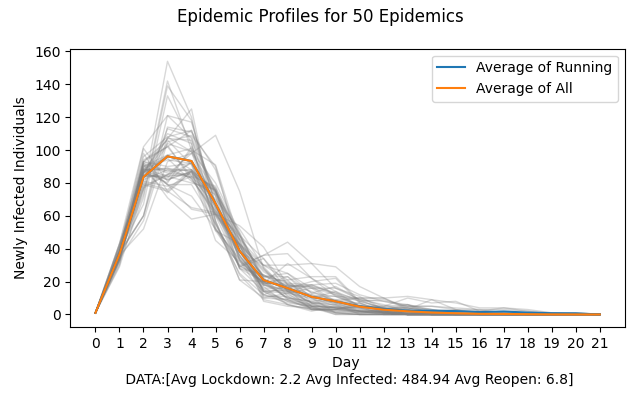 Epidemic Profiles for 50 Epidemics
Average of Running
Average of All
Newly Infected Individuals
160
140
120
100
80
60
40
20
0
0 1 2 3 4 5 6 7 8 9 10 11 12 13 14 15 16 17 18 19 20 21
Day
DATA:[Avg Lockdown: 2.2 Avg Infected: 484.94 Avg Reopen: 6.8]